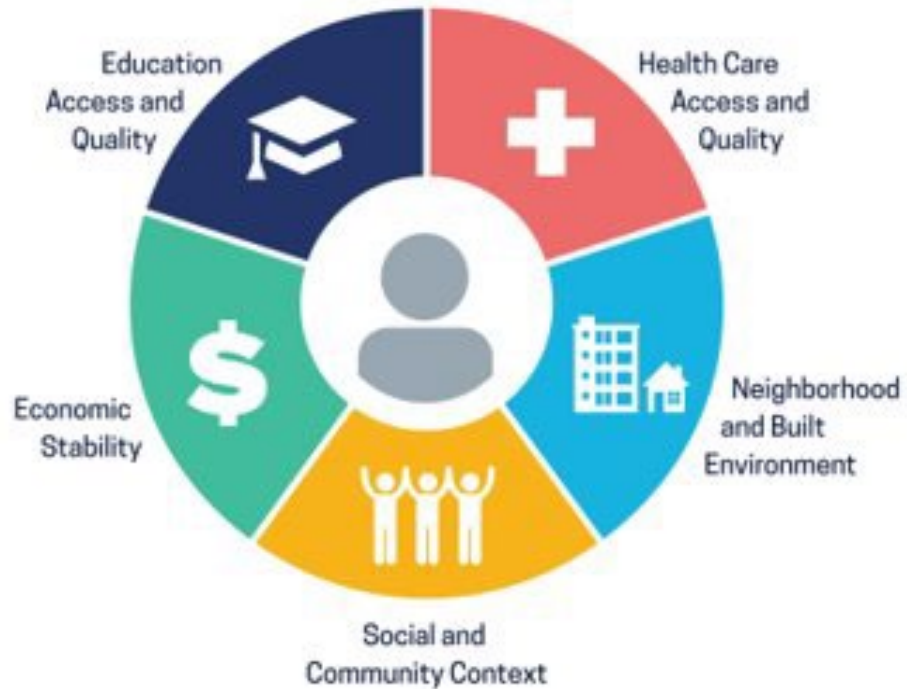 Education
Access and
Quality
Health Care
Access and
Quality
Economic
Stability
Neighborhood
and Built
Environment
Social and
Community Context